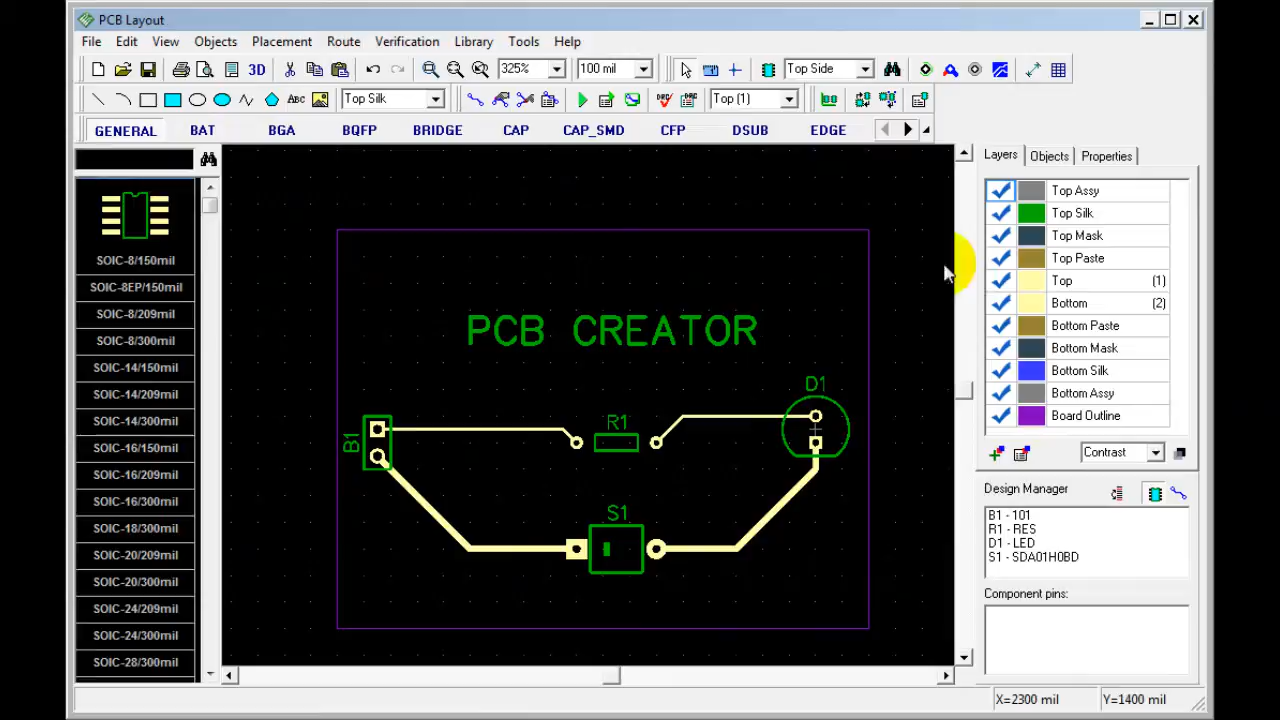 PCB Layout
File Edit View Objects Placement Route Verification Library Tools Help
3D 325% 100 mil Top Side
ABC Top Silk DRC Top (1)
GENERAL BAT BGA BQFP BRIDGE CAP CAP_SMD CFP DSUB EDGE
Layers Objects Properties
SOIC-8/150mil
SOIC-8EP/150mil
SOIC-8/209mil
SOIC-8/300mil
SOIC-14/150mil
SOIC-14/209mil
SOIC-14/300mil
SOIC-16/150mil
SOIC-16/209mil
SOIC-16/300mil
SOIC-18/300mil
SOIC-20/209mil
SOIC-20/300mil
SOIC-24/209mil
SOIC-24/300mil
SOIC-28/300mil
PCB CREATOR
D1
R1
B1
S1
Top Assy
Top Silk
Top Mask
Top Paste
Top (1)
Bottom (2)
Bottom Paste
Bottom Mask
Bottom Silk
Bottom Assy
Board Outline
Contrast
Design Manager
B1 - 101
R1 - RES
D1 - LED
S1 - SDA01H0BD
Component pins:
X=2300 mil Y=1400 mil